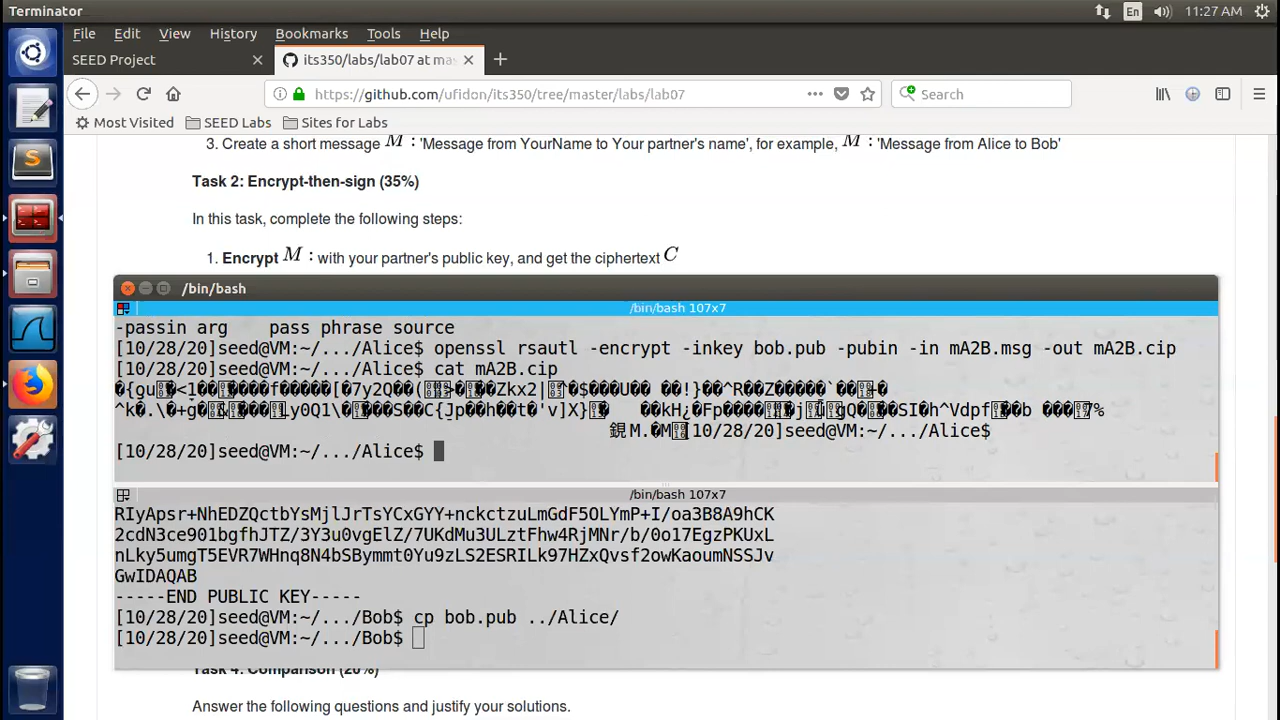 Terminator
En
11:27 AM
File Edit View History Bookmarks Tools Help
SEED Project
its350/labs/lab07 at mas
https://github.com/ufidon/its350/tree/master/labs/lab07
Search
Most Visited SEED Labs Sites for Labs
3. Create a short message M : 'Message from YourName to Your partner's name', for example, M : 'Message from Alice to Bob'
Task 2: Encrypt-then-sign (35%)
In this task, complete the following steps:
1. Encrypt M : with your partner's public key, and get the ciphertext C
/bin/bash
/bin/bash 107x7
-passin arg    pass phrase source
[10/28/20]seed@VM:~/.../Alice$ openssl rsautl -encrypt -inkey bob.pub -pubin -in mA2B.msg -out mA2B.cip
[10/28/20]seed@VM:~/.../Alice$ cat mA2B.cip
[10/28/20]seed@VM:~/.../Alice$
[10/28/20]seed@VM:~/.../Alice$
/bin/bash 107x7
RIyApsr+NhEDZQctbYsMjlJrTsYCxGYY+nckctzuLmGdF5OLYmP+I/oa3B8A9hCK
2cdN3ce901bgfhJTZ/3Y3u0vgElZ/7UKdMu3ULztFhw4RjMNr/b/0o17EgzPKUxL
nLky5umgT5EVR7WHnq8N4bSBymmt0Yu9zLS2ESRILk97HZxQvsf2owKaoumNSSJv
GwIDAQAB
-----END PUBLIC KEY-----
[10/28/20]seed@VM:~/.../Bob$ cp bob.pub ../Alice/
[10/28/20]seed@VM:~/.../Bob$
Task 4: Comparison (20%)
Answer the following questions and justify your solutions.